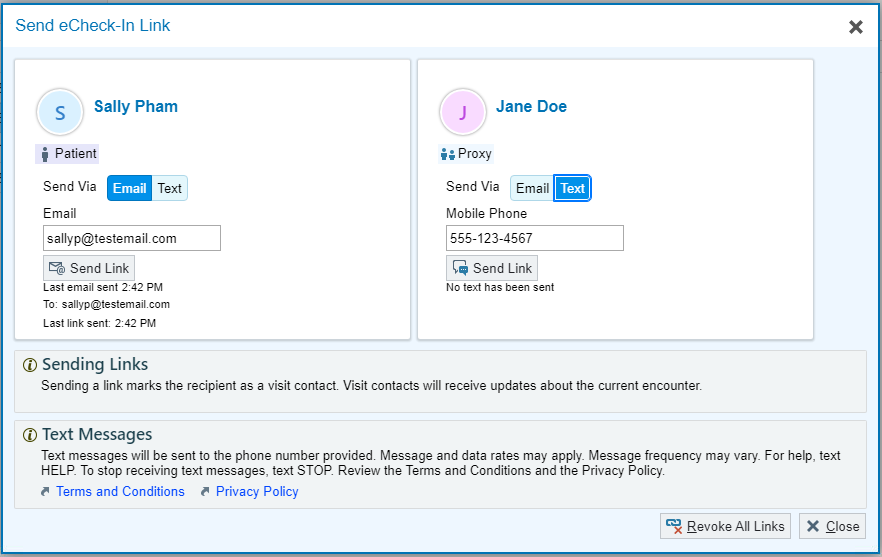 Send eCheck-In Link
S
Sally Pham
Patient
Send Via Email Text
Email
sallyp@testemail.com
Send Link
Last email sent 2:42 PM
To: sallyp@testemail.com
Last link sent: 2:42 PM
J
Jane Doe
Proxy
Send Via Email Text
Mobile Phone
555-123-4567
Send Link
No text has been sent
Sending Links
Sending a link marks the recipient as a visit contact. Visit contacts will receive updates about the current encounter.
Text Messages
Text messages will be sent to the phone number provided. Message and data rates may apply. Message frequency may vary. For help, text
HELP. To stop receiving text messages, text STOP. Review the Terms and Conditions and the Privacy Policy.
Terms and Conditions Privacy Policy
Revoke All Links Close